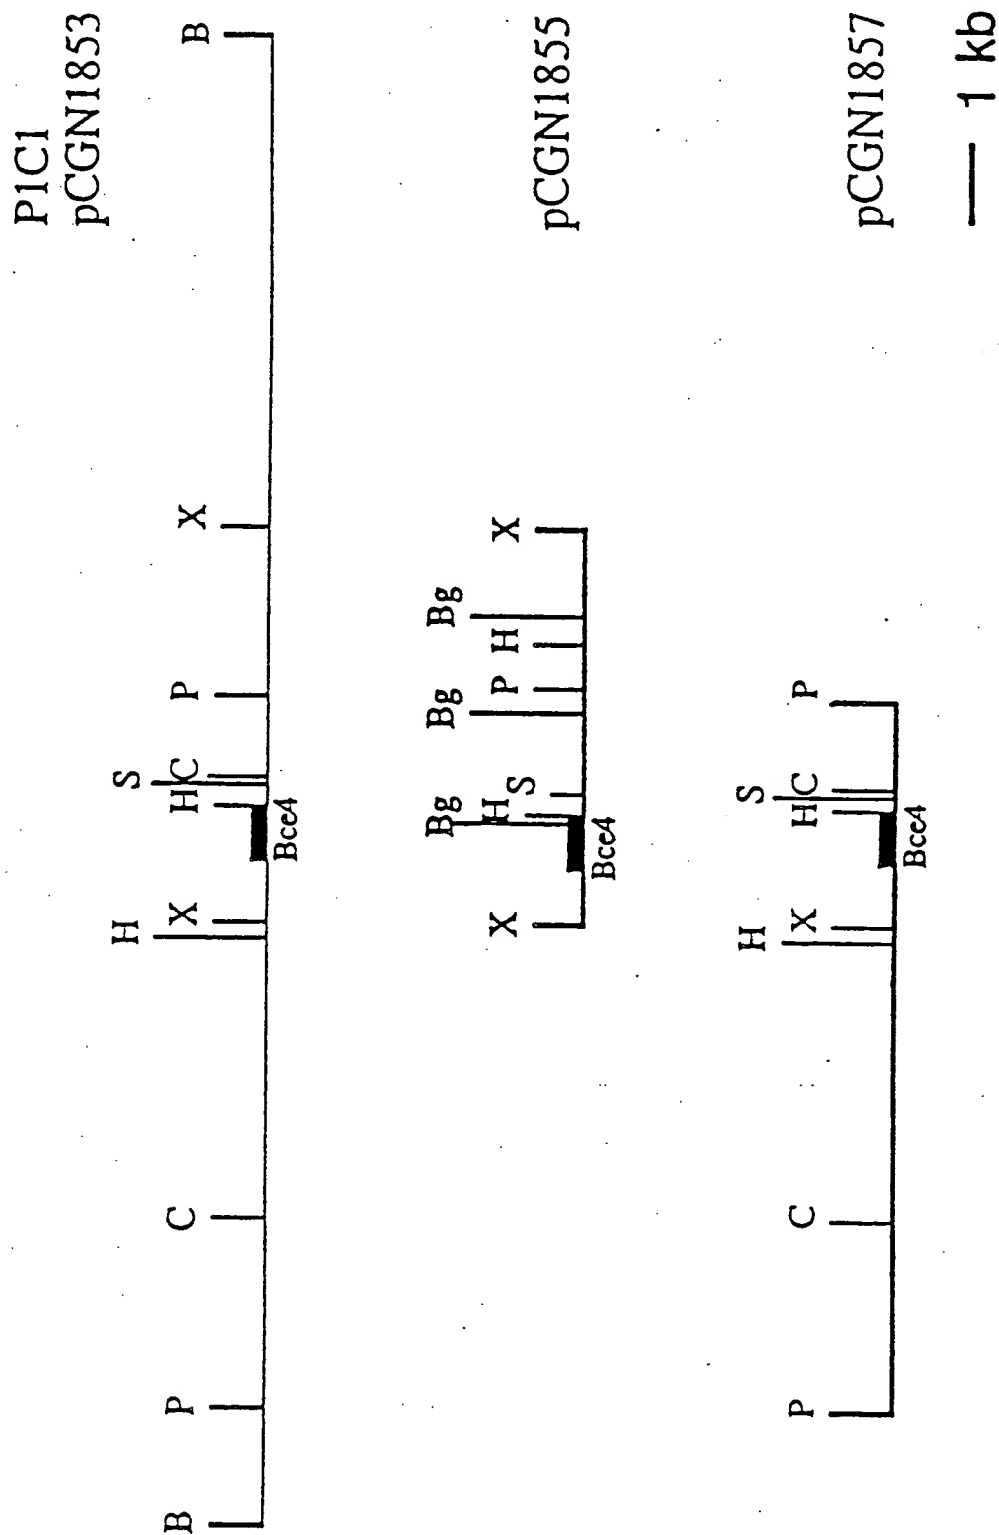 P1C1
pCGN1853
B P C H X H S C P X B
Bce4
pCGN1855
X Bg H S Bg P H Bg X
Bce4
pCGN1857
P C H X H S C P
Bce4
1 kb